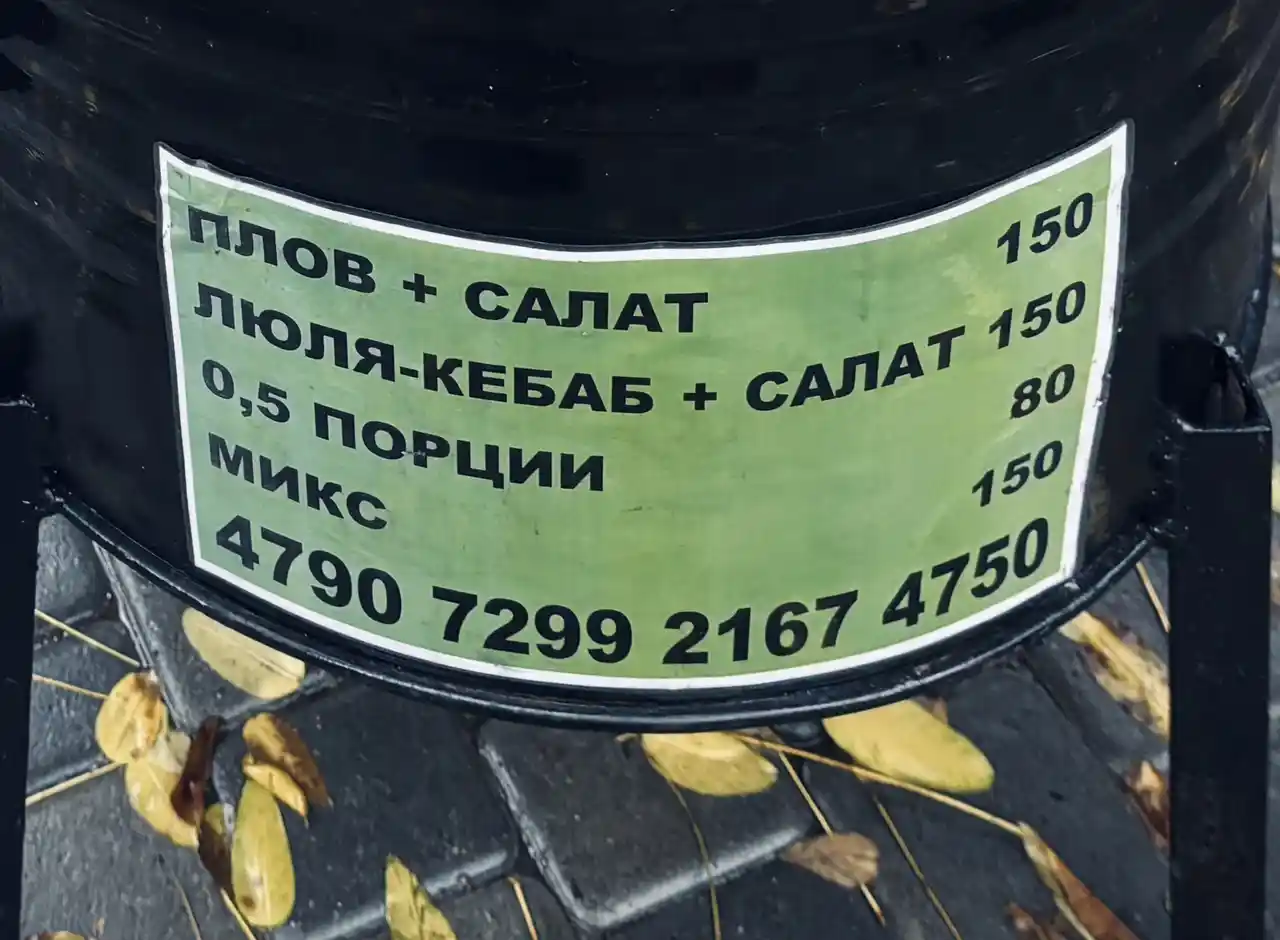 ПЛОВ + САЛАТ 150
ЛЮЛЯ-КЕБАБ + САЛАТ 150
0,5 ПОРЦИИ 80
МИКС 150
4790 7299 2167 4750